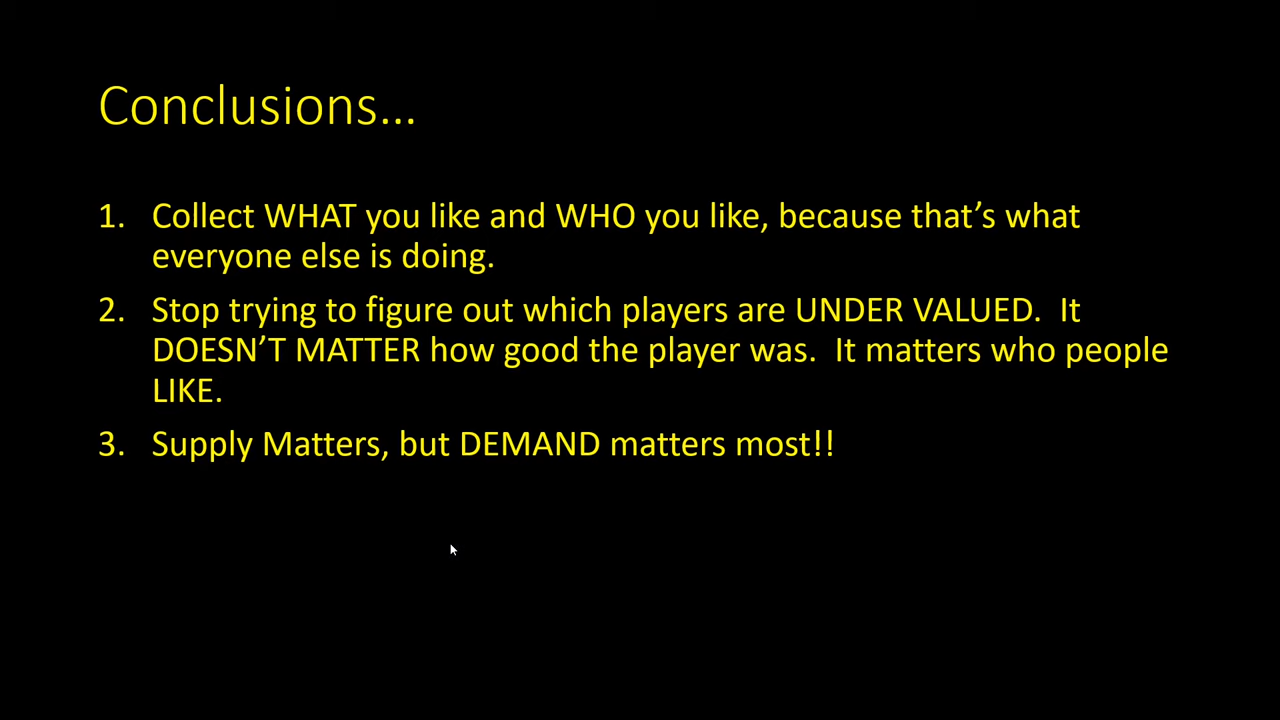 Conclusions...
1. Collect WHAT you like and WHO you like, because that’s what
everyone else is doing.
2. Stop trying to figure out which players are UNDER VALUED.  It
DOESN’T MATTER how good the player was.  It matters who people
LIKE.
3. Supply Matters, but DEMAND matters most!!